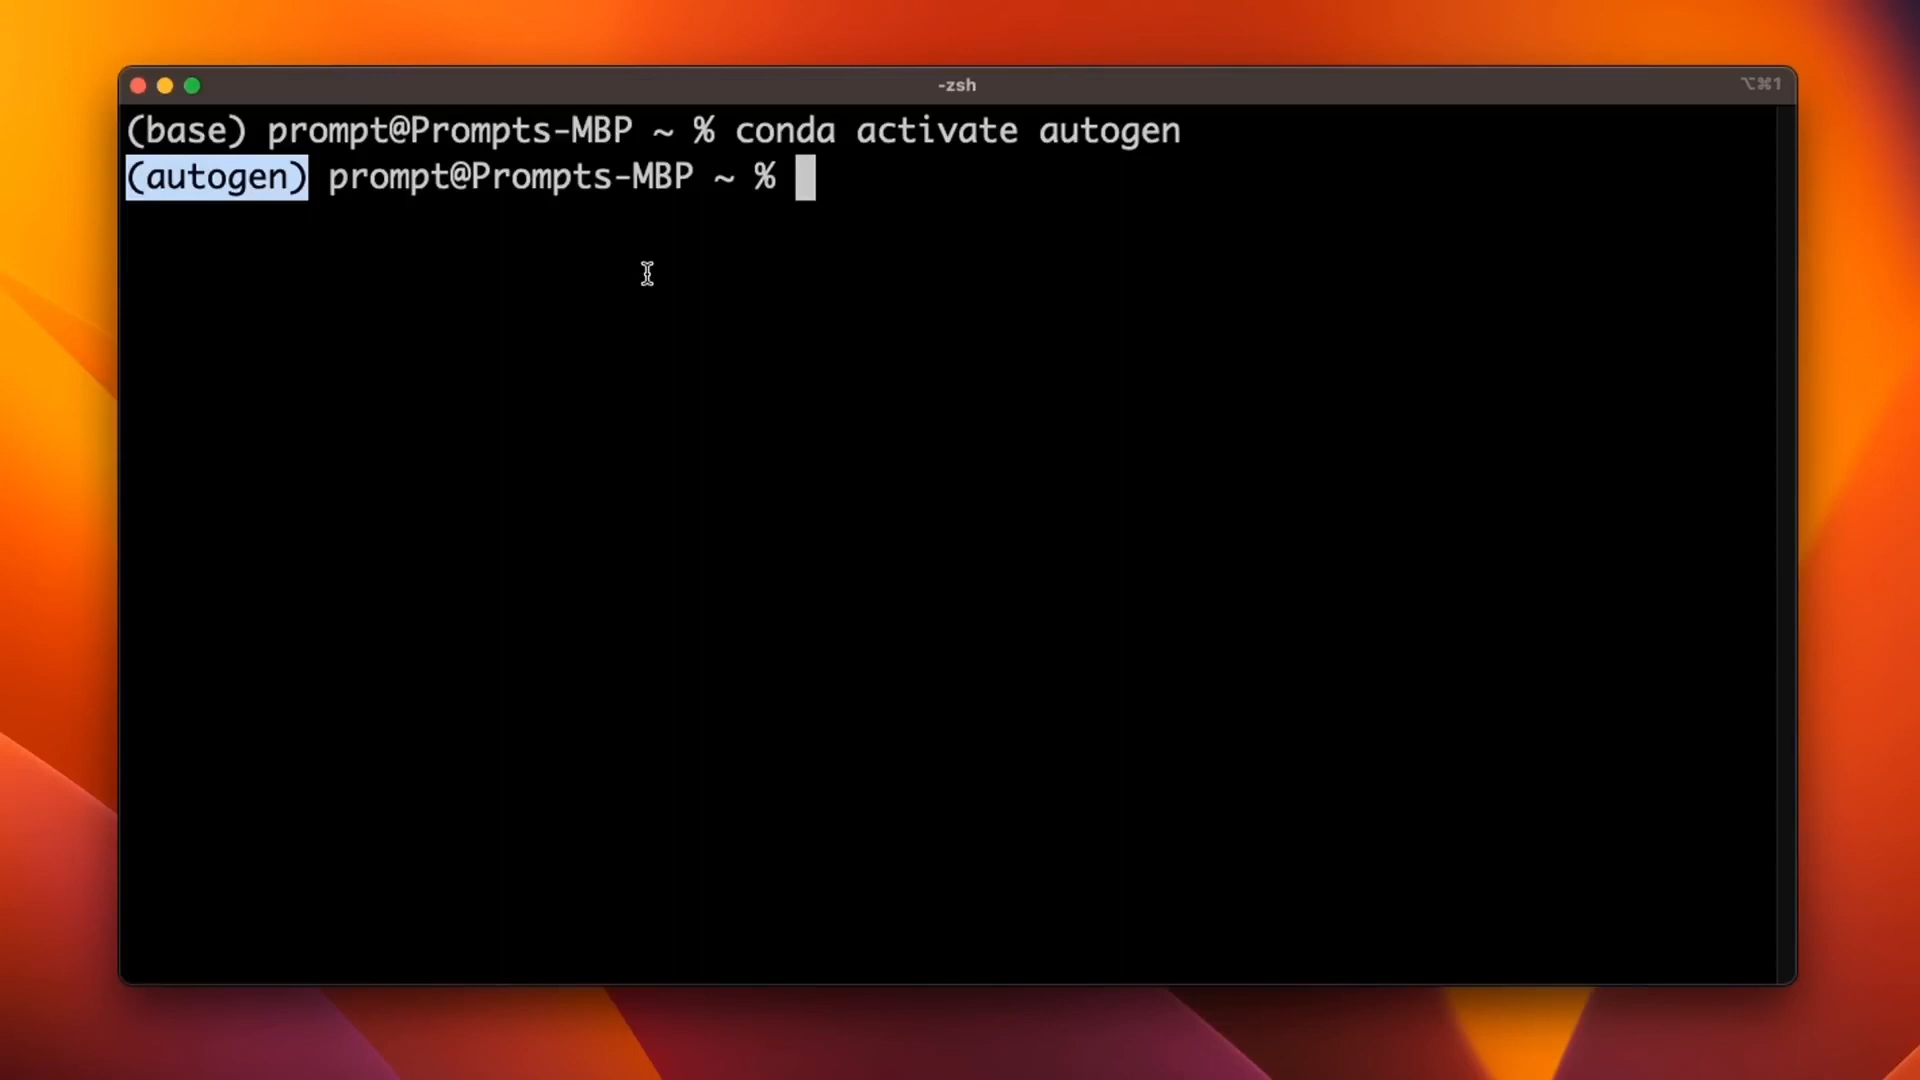 -zsh
⌥⌘1
(base) prompt@Prompts-MBP ~ % conda activate autogen
(autogen) prompt@Prompts-MBP ~ %